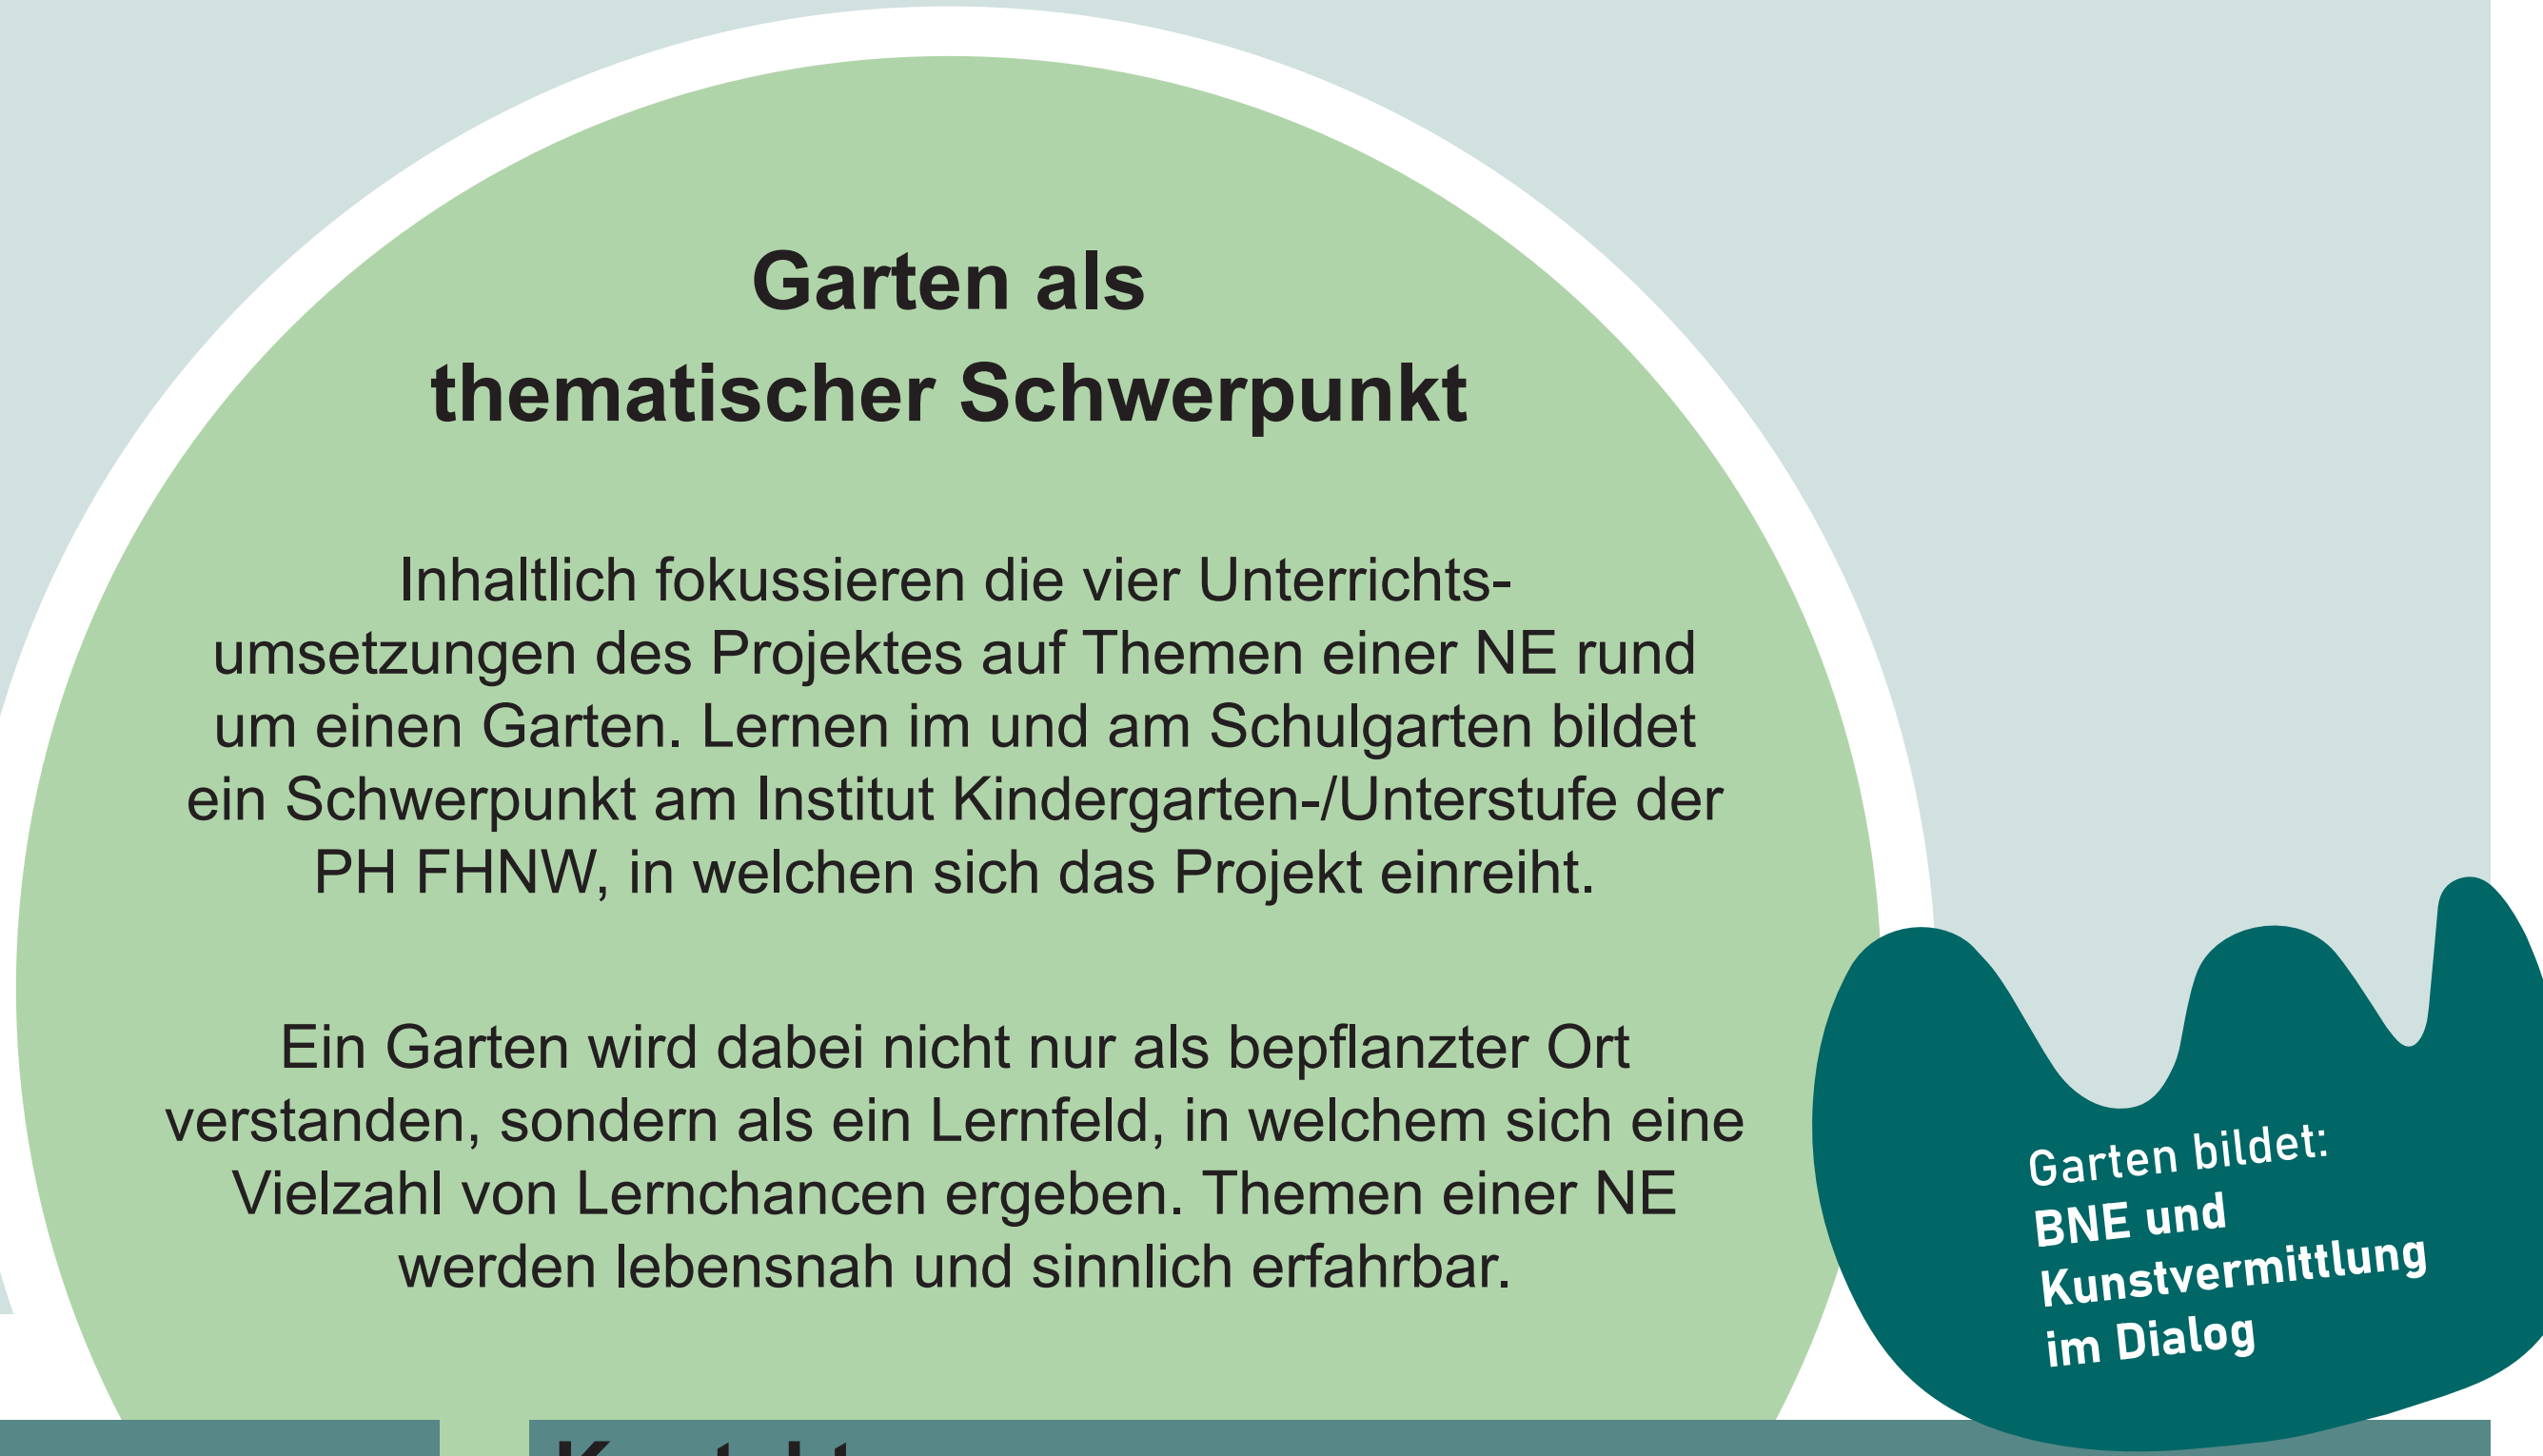 Garten als
thematischer Schwerpunkt
Inhaltlich fokussieren die vier Unterrichts-
umsetzungen des Projektes auf Themen einer NE rund
um einen Garten. Lernen im und am Schulgarten bildet
ein Schwerpunkt am Institut Kindergarten-/Unterstufe der
PH FHNW, in welchen sich das Projekt einreiht.
Ein Garten wird dabei nicht nur als bepflanzter Ort
verstanden, sondern als ein Lernfeld, in welchem sich eine
Vielzahl von Lernchancen ergeben. Themen einer NE
werden lebensnah und sinnlich erfahrbar.
Garten bildet:
BNE und
Kunstvermittlung
im Dialog